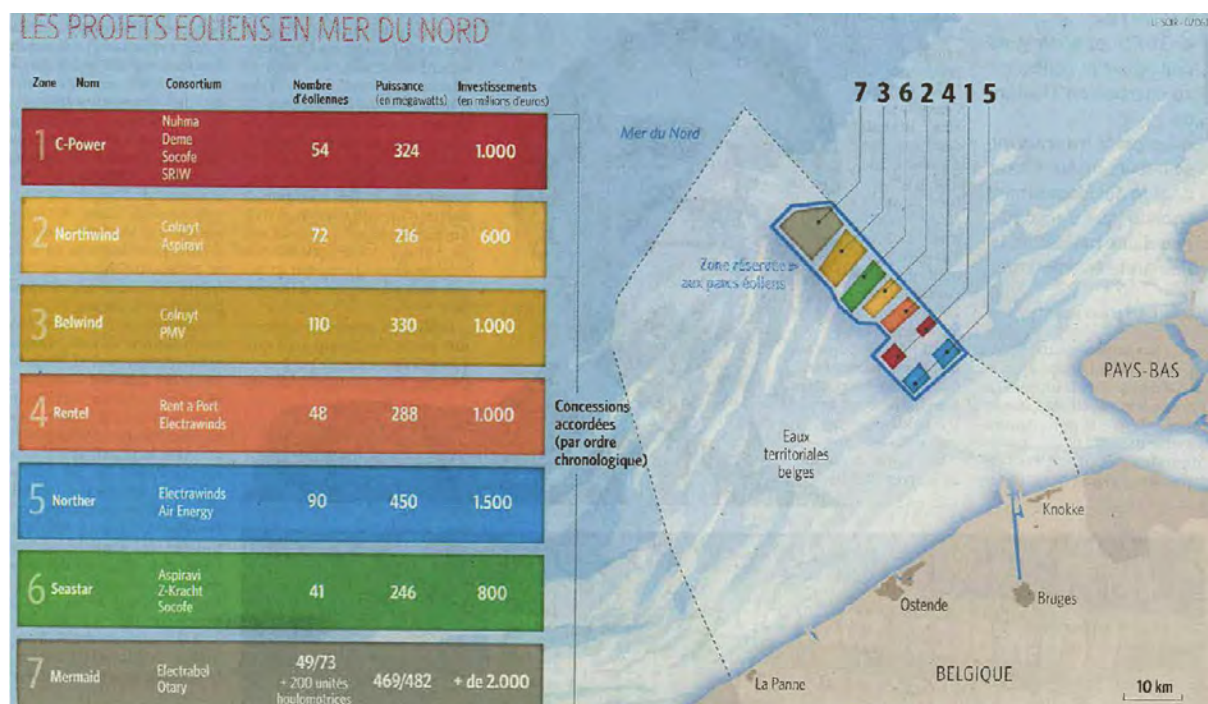 LES PROJETS EOLIENS EN MER DU NORD
LE SOIR -
Zone Nom Consortium Nombre d'éoliennes Puissance (en megawatts) Investissements (en millions d'euros)
1 C-Power Nuhma Deme Socofe SRIW 54 324 1.000
2 Northwind Colruyt Aspiravi 72 216 600
3 Belwind Colruyt PMV 110 330 1.000
4 Rentel Rent a Port Electrawinds 48 288 1.000
5 Norther Electrawinds Air Energy 90 450 1.500
6 Seastar Aspiravi Z-Kracht Socofe 41 246 800
7 Mermaid Electrabel Otary 49/73 + 200 unités houlomotrices 469/482 + de 2.000
Concessions
accordées
(par ordre
chronologique)
7 3 6 2 4 1 5
Mer du Nord
Zone réservée
aux parcs éoliens
PAYS-BAS
Eaux
territoriales
belges
Knokke
Ostende
Bruges
La Panne
BELGIQUE
10 km